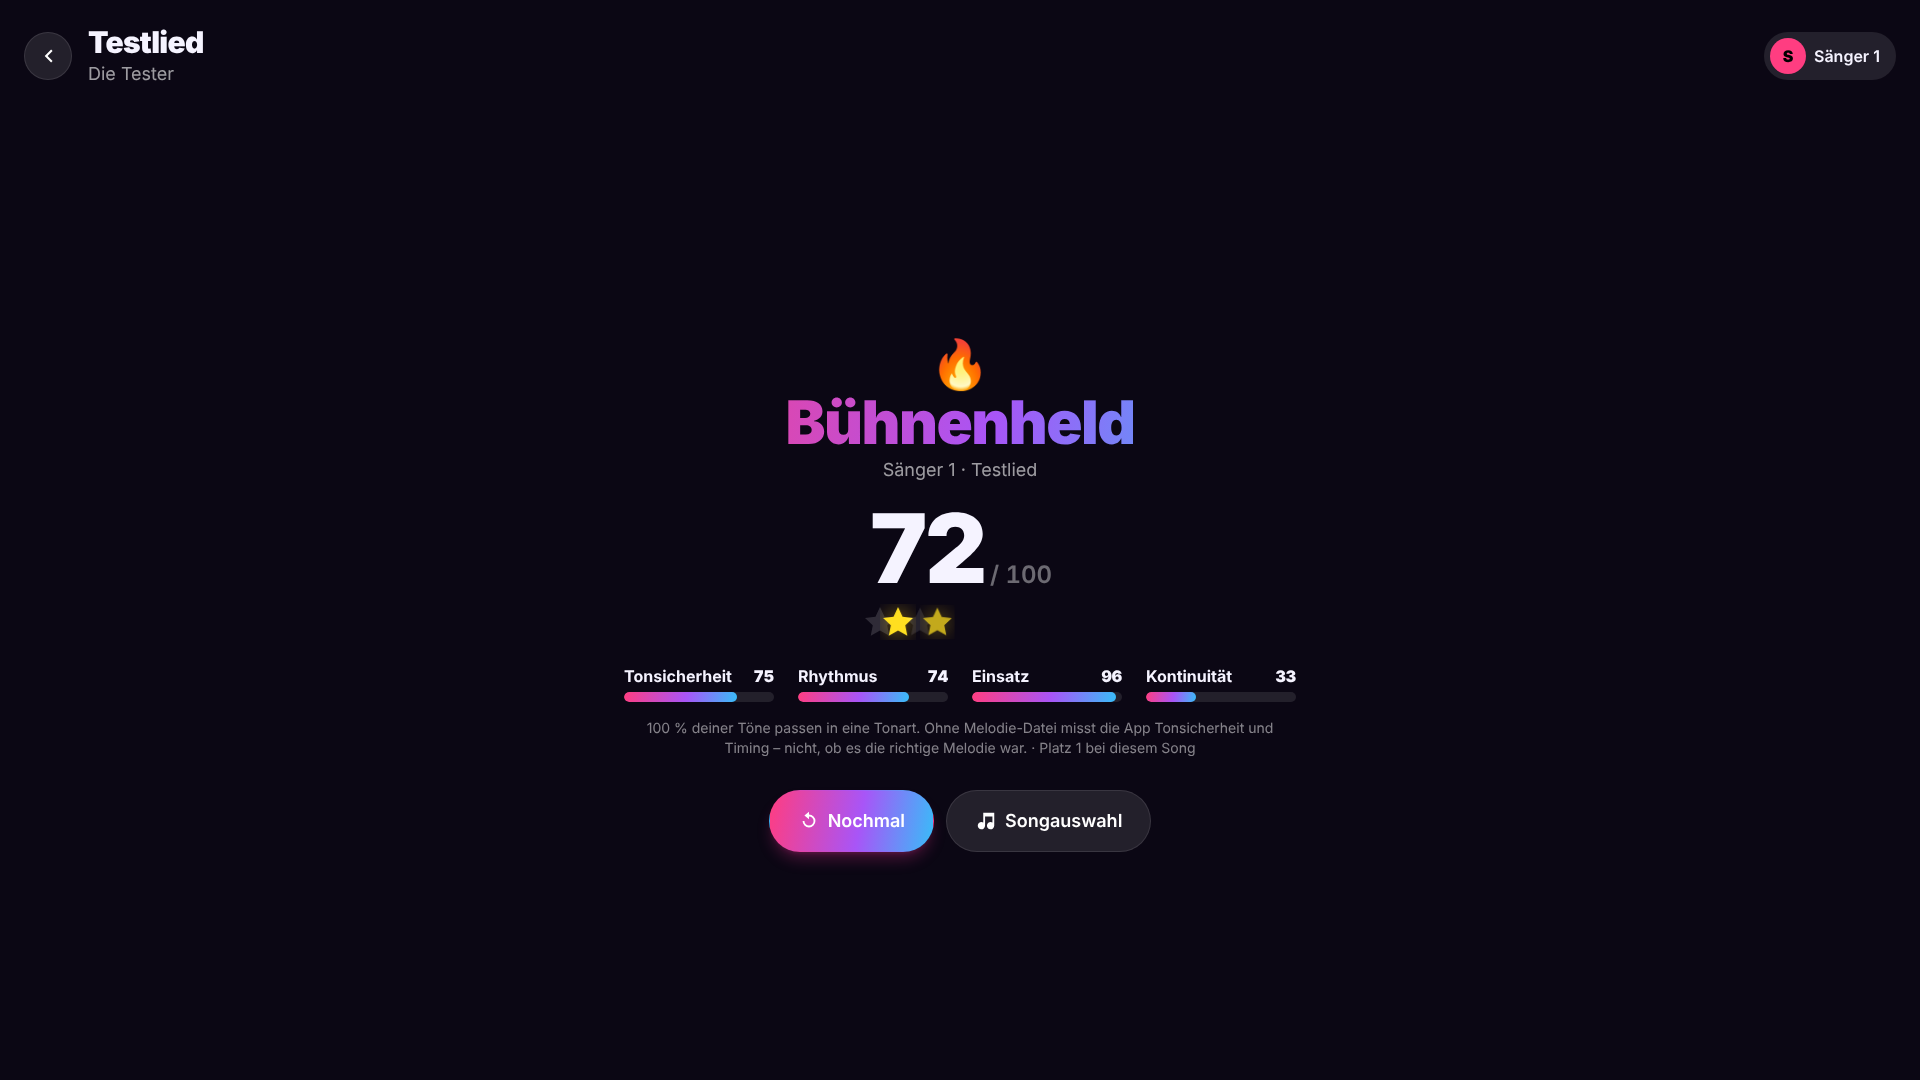 Testlied
Die Tester
S Sänger 1
Bühnenheld
Sänger 1 · Testlied
72 / 100
Tonsicherheit 75 Rhythmus 74 Einsatz 96 Kontinuität 33
100 % deiner Töne passen in eine Tonart. Ohne Melodie-Datei misst die App Tonsicherheit und
Timing – nicht, ob es die richtige Melodie war. · Platz 1 bei diesem Song
Nochmal Songauswahl